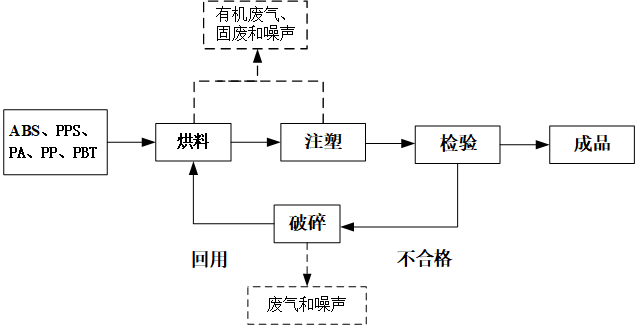 有机废气、
固废和噪声
ABS、PPS、
PA、PP、PBT
烘料
注塑
检验
成品
破碎
回用
不合格
废气和噪声